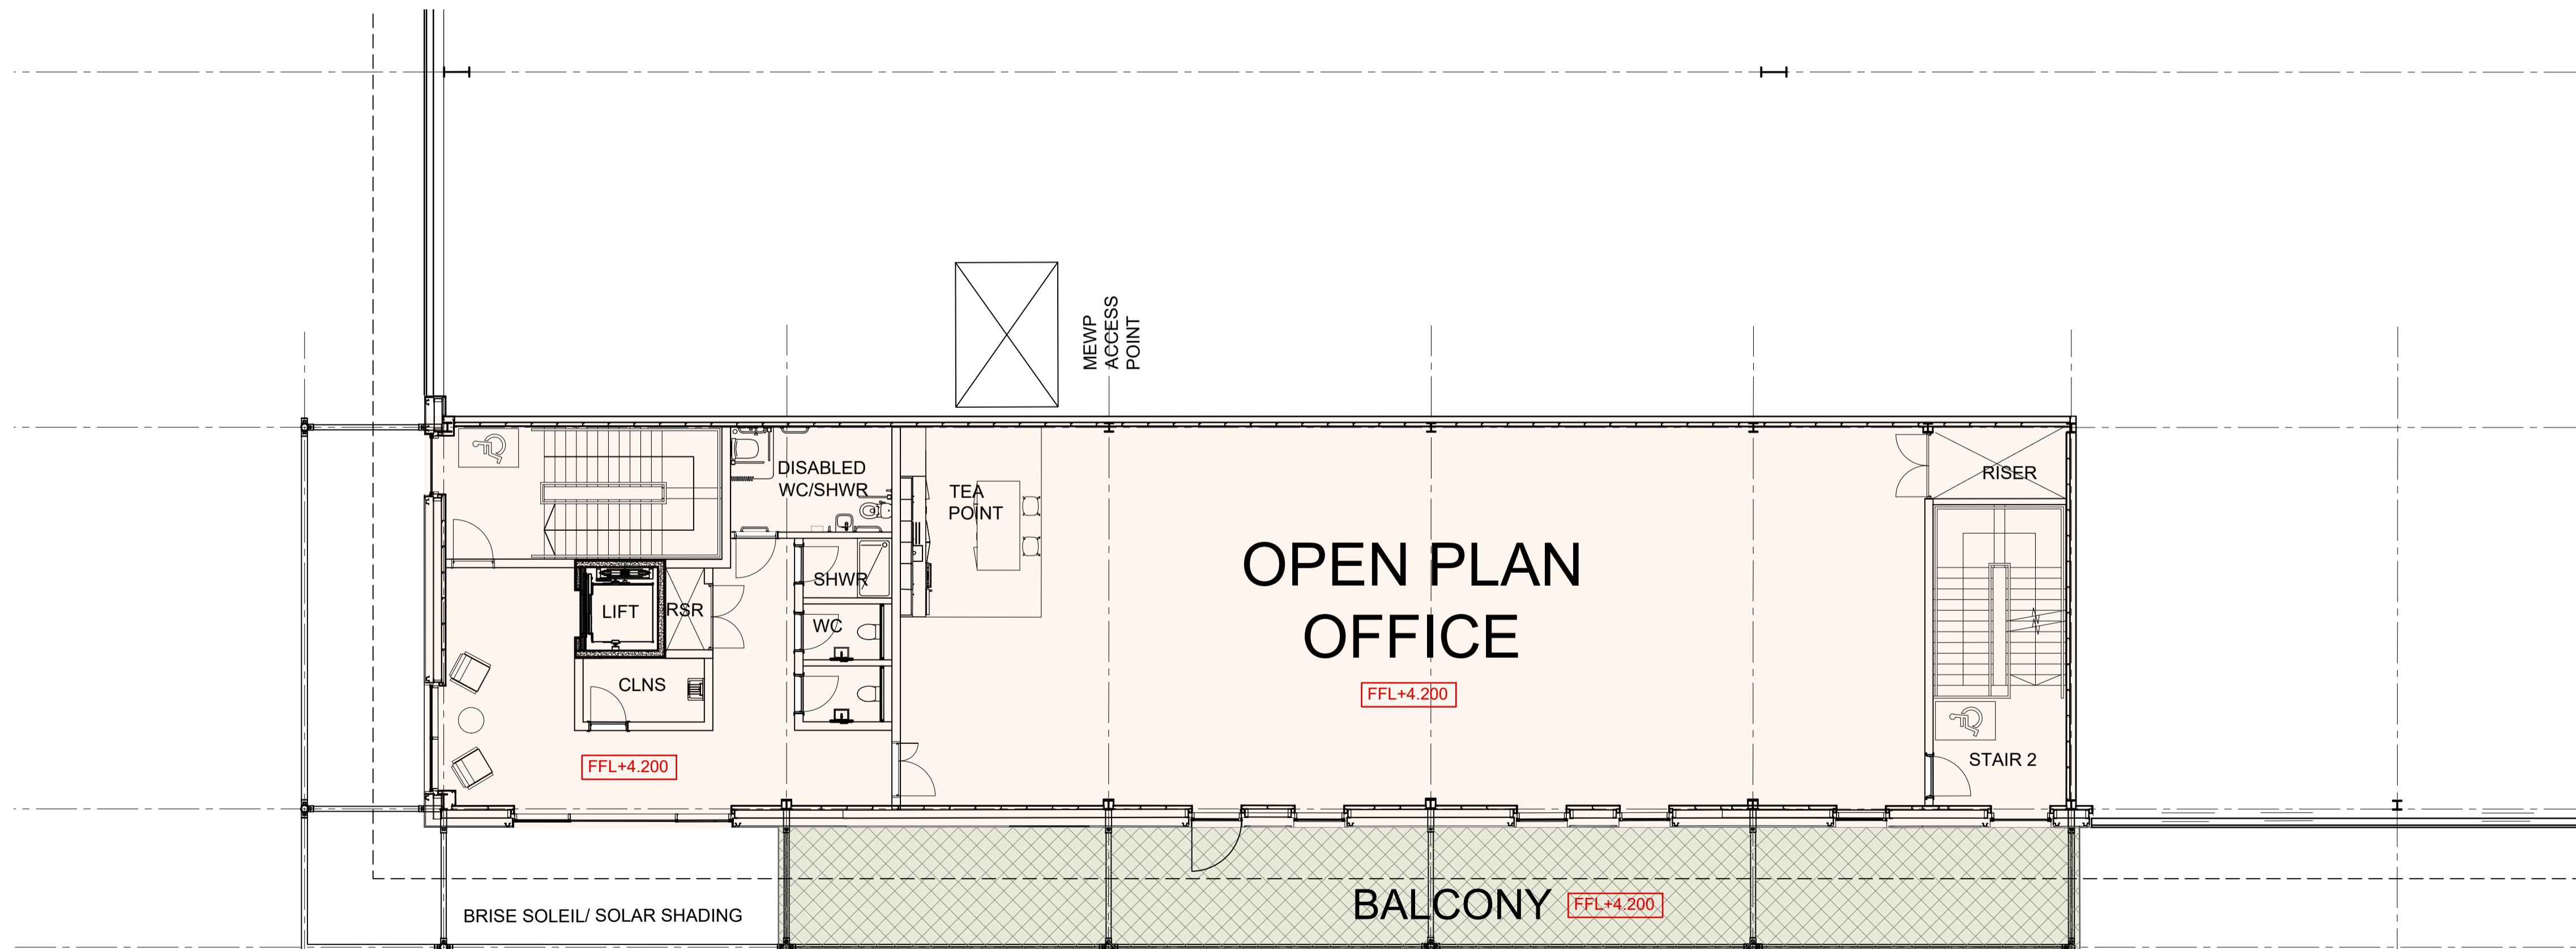 MEWP
ACCESS
POINT
DISABLED
WC/SHWR
TEA
POINT
RISER
OPEN PLAN
OFFICE
SHWR
LIFT
RSR
WC
CLNS
FFL+4.200
FFL+4.200
STAIR 2
BALCONY
FFL+4.200
BRISE SOLEIL/ SOLAR SHADING